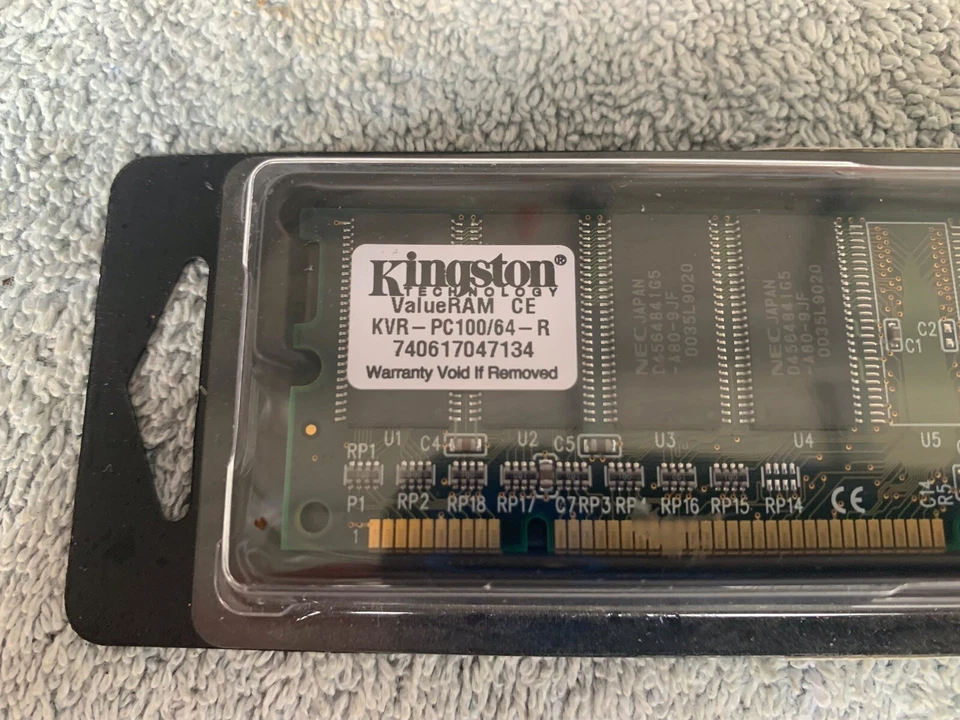 Kingston®
TECHNOLOGY
ValueRAM CE
KVR-PC100/64-R
740617047134
Warranty Void If Removed
NEC JAPAN
D4564841G5
-A80-9JF
0035L9020
NEC JAPAN
D4564841G5
-A80-9JF
0035L9020
C2
C1
U1 C4 U2 C5 U3 U4 U5
RP1
P1 RP2 RP18 RP17 C7 RP3 RP16 RP15 RP14 CE C14
1